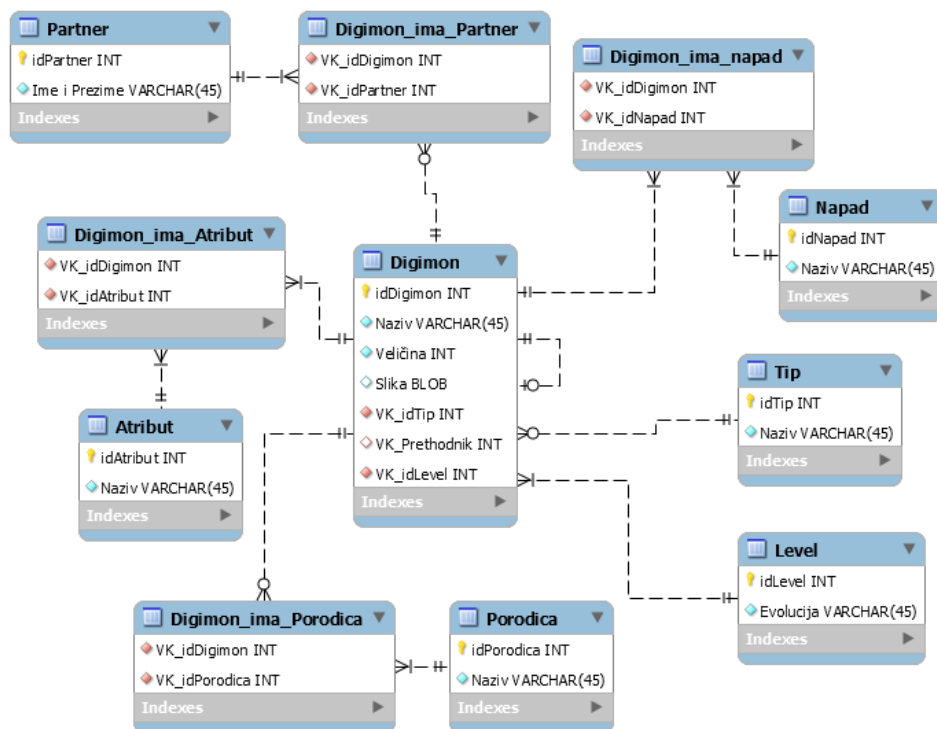 Partner
idPartner INT
Ime i Prezime VARCHAR(45)
Indexes
Digimon_ima_Partner
VK_idDigimon INT
VK_idPartner INT
Indexes
Digimon_ima_napad
VK_idDigimon INT
VK_idNapad INT
Indexes
Napad
idNapad INT
Naziv VARCHAR(45)
Indexes
Digimon_ima_Atribut
VK_idDigimon INT
VK_idAtribut INT
Indexes
Digimon
idDigimon INT
Naziv VARCHAR(45)
Veličina INT
Slika BLOB
VK_idTip INT
VK_Prethodnik INT
VK_idLevel INT
Indexes
Tip
idTip INT
Naziv VARCHAR(45)
Indexes
Atribut
idAtribut INT
Naziv VARCHAR(45)
Indexes
Level
idLevel INT
Evolucija VARCHAR(45)
Indexes
Digimon_ima_Porodica
VK_idDigimon INT
VK_idPorodica INT
Indexes
Porodica
idPorodica INT
Naziv VARCHAR(45)
Indexes